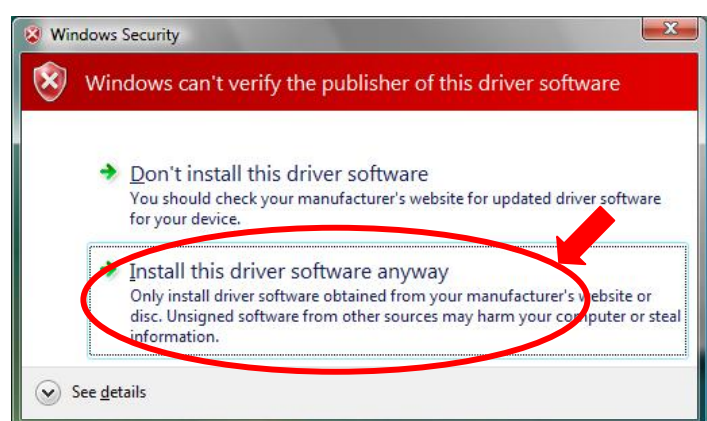 Windows Security
Windows can't verify the publisher of this driver software
Don't install this driver software
You should check your manufacturer's website for updated driver software
for your device.
Install this driver software anyway
Only install driver software obtained from your manufacturer's website or
disc. Unsigned software from other sources may harm your computer or steal
information.
See details